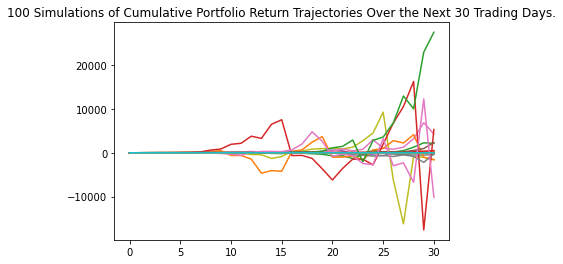 100 Simulations of Cumulative Portfolio Return Trajectories Over the Next 30 Trading Days.
20000
10000
0
−10000
0 5 10 15 20 25 30